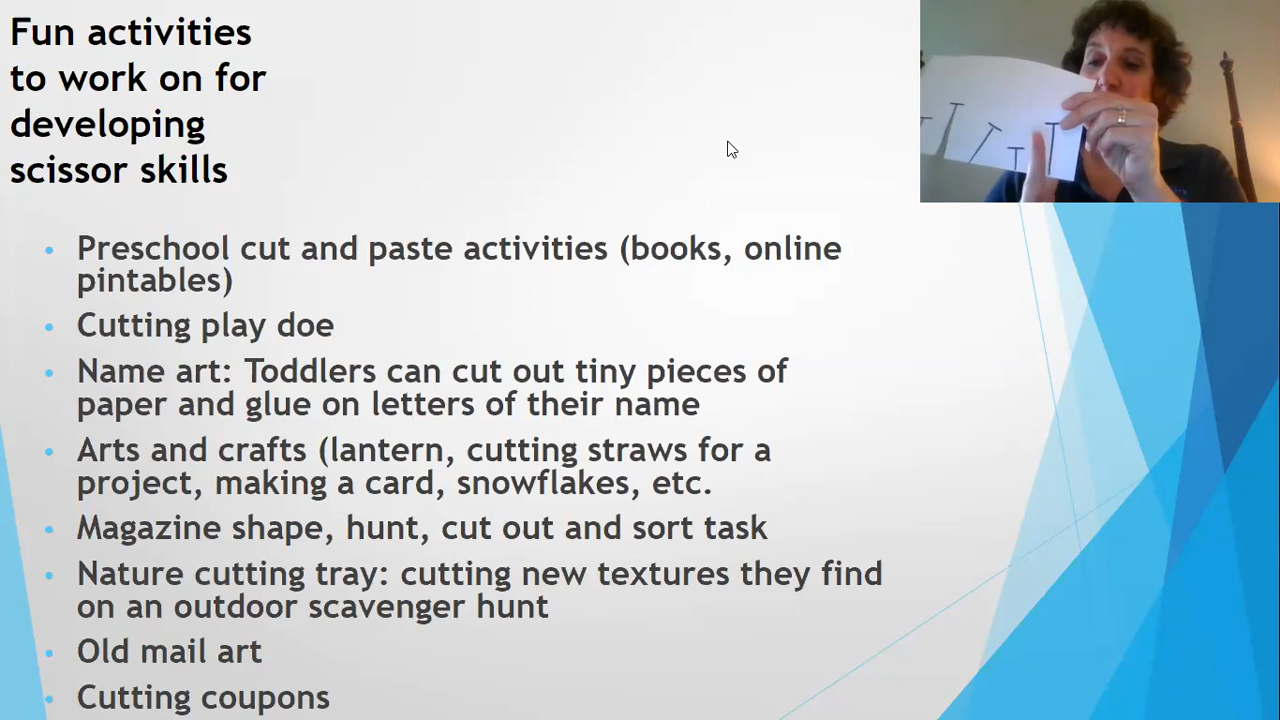 Fun activities
to work on for
developing
scissor skills
• Preschool cut and paste activities (books, online
pintables)
• Cutting play doe
• Name art: Toddlers can cut out tiny pieces of
paper and glue on letters of their name
• Arts and crafts (lantern, cutting straws for a
project, making a card, snowflakes, etc.
• Magazine shape, hunt, cut out and sort task
• Nature cutting tray: cutting new textures they find
on an outdoor scavenger hunt
• Old mail art
• Cutting coupons